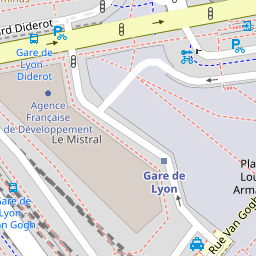 ard Diderot
Gare de-
Lyon
Diderot
P
Agence
Française
de Développement
Le Mistral
Gare de
Lyon
Pla
Lou
Arma
Rue Van Gogh
Gare de
Lyon
Van Gogh